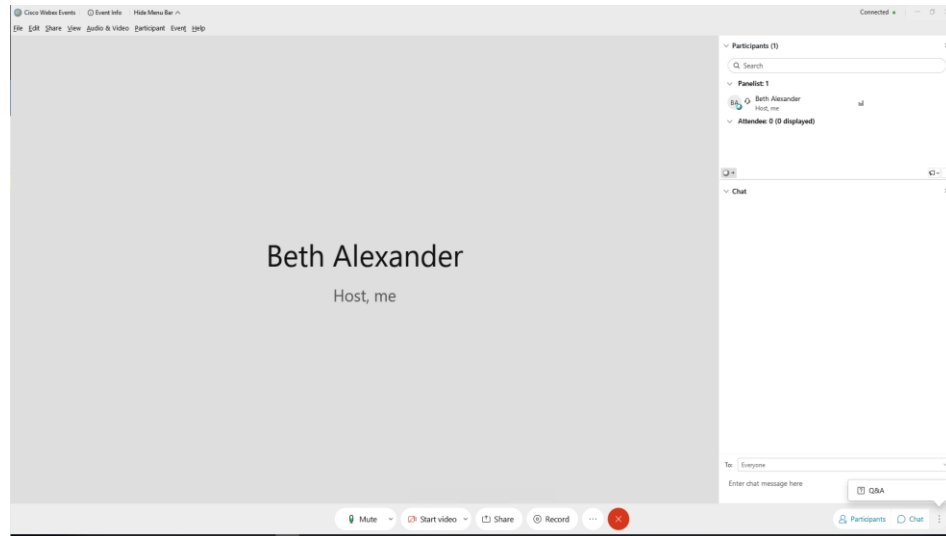 Cisco Webex Events Event Info Hide Menu Bar Connected
File Edit Share View Audio & Video Participant Event Help
Participants (1)
Search
Panelist: 1
BA Beth Alexander
Host, me
Attendee: 0 (0 displayed)
Chat
Beth Alexander
Host, me
To: Everyone
Enter chat message here
Q&A
Mute Start video Share Record Participants Chat